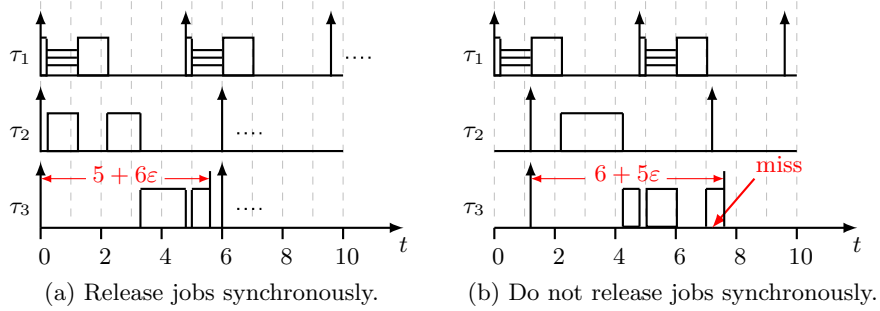 τ1 ....
τ2 ....
τ3 5 + 6ε ....
0 2 4 6 8 10 t
(a) Release jobs synchronously.
τ1
τ2
τ3 6 + 5ε miss
0 2 4 6 8 10 t
(b) Do not release jobs synchronously.